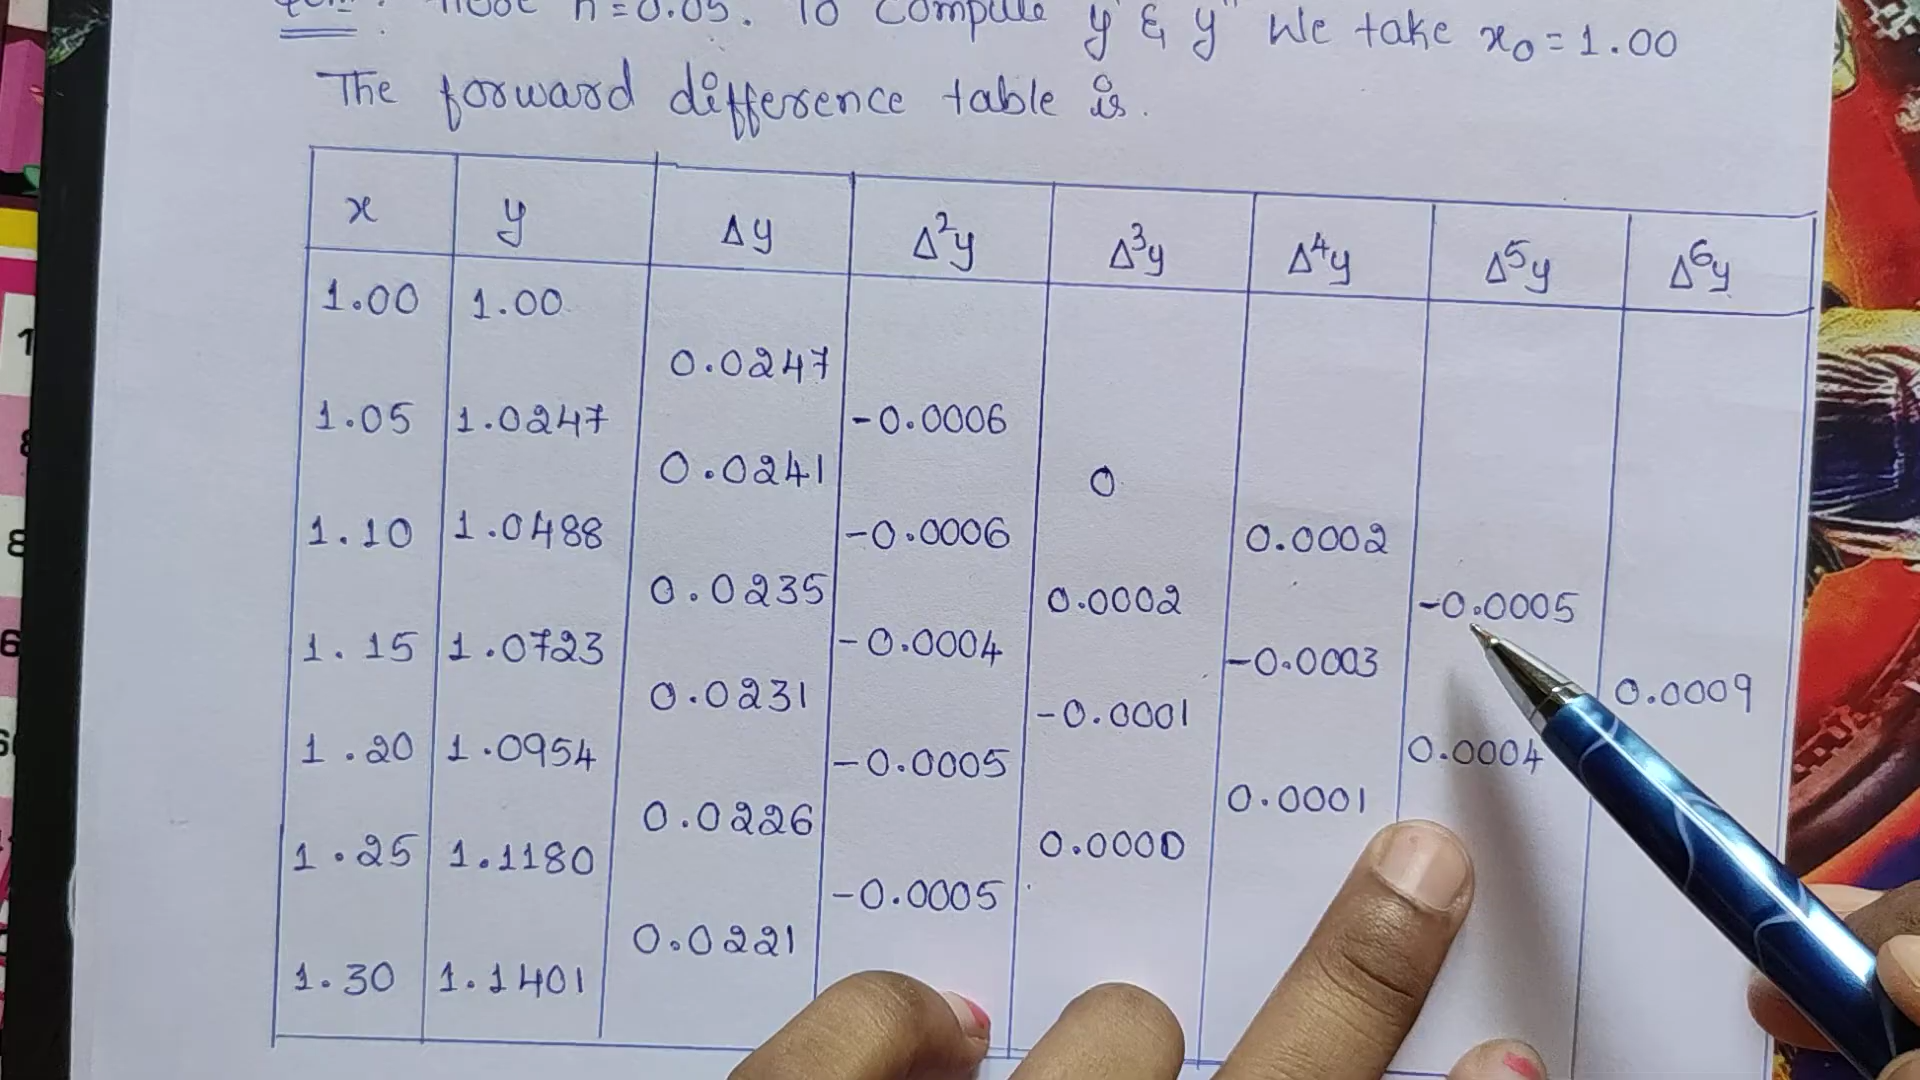 h = 0.05. To compute y' & y" We take x₀ = 1.00
The forward difference table is.
x y Δy Δ²y Δ³y Δ⁴y Δ⁵y Δ⁶y
1.00 1.00
0.0247
1.05 1.0247 -0.0006
0.0241 0
1.10 1.0488 -0.0006 0.0002
0.0235 0.0002 -0.0005
1.15 1.0723 -0.0004 -0.0003 0.0009
0.0231 -0.0001 0.0004
1.20 1.0954 -0.0005 0.0001
0.0226 0.0000
1.25 1.1180 -0.0005
0.0221
1.30 1.1401